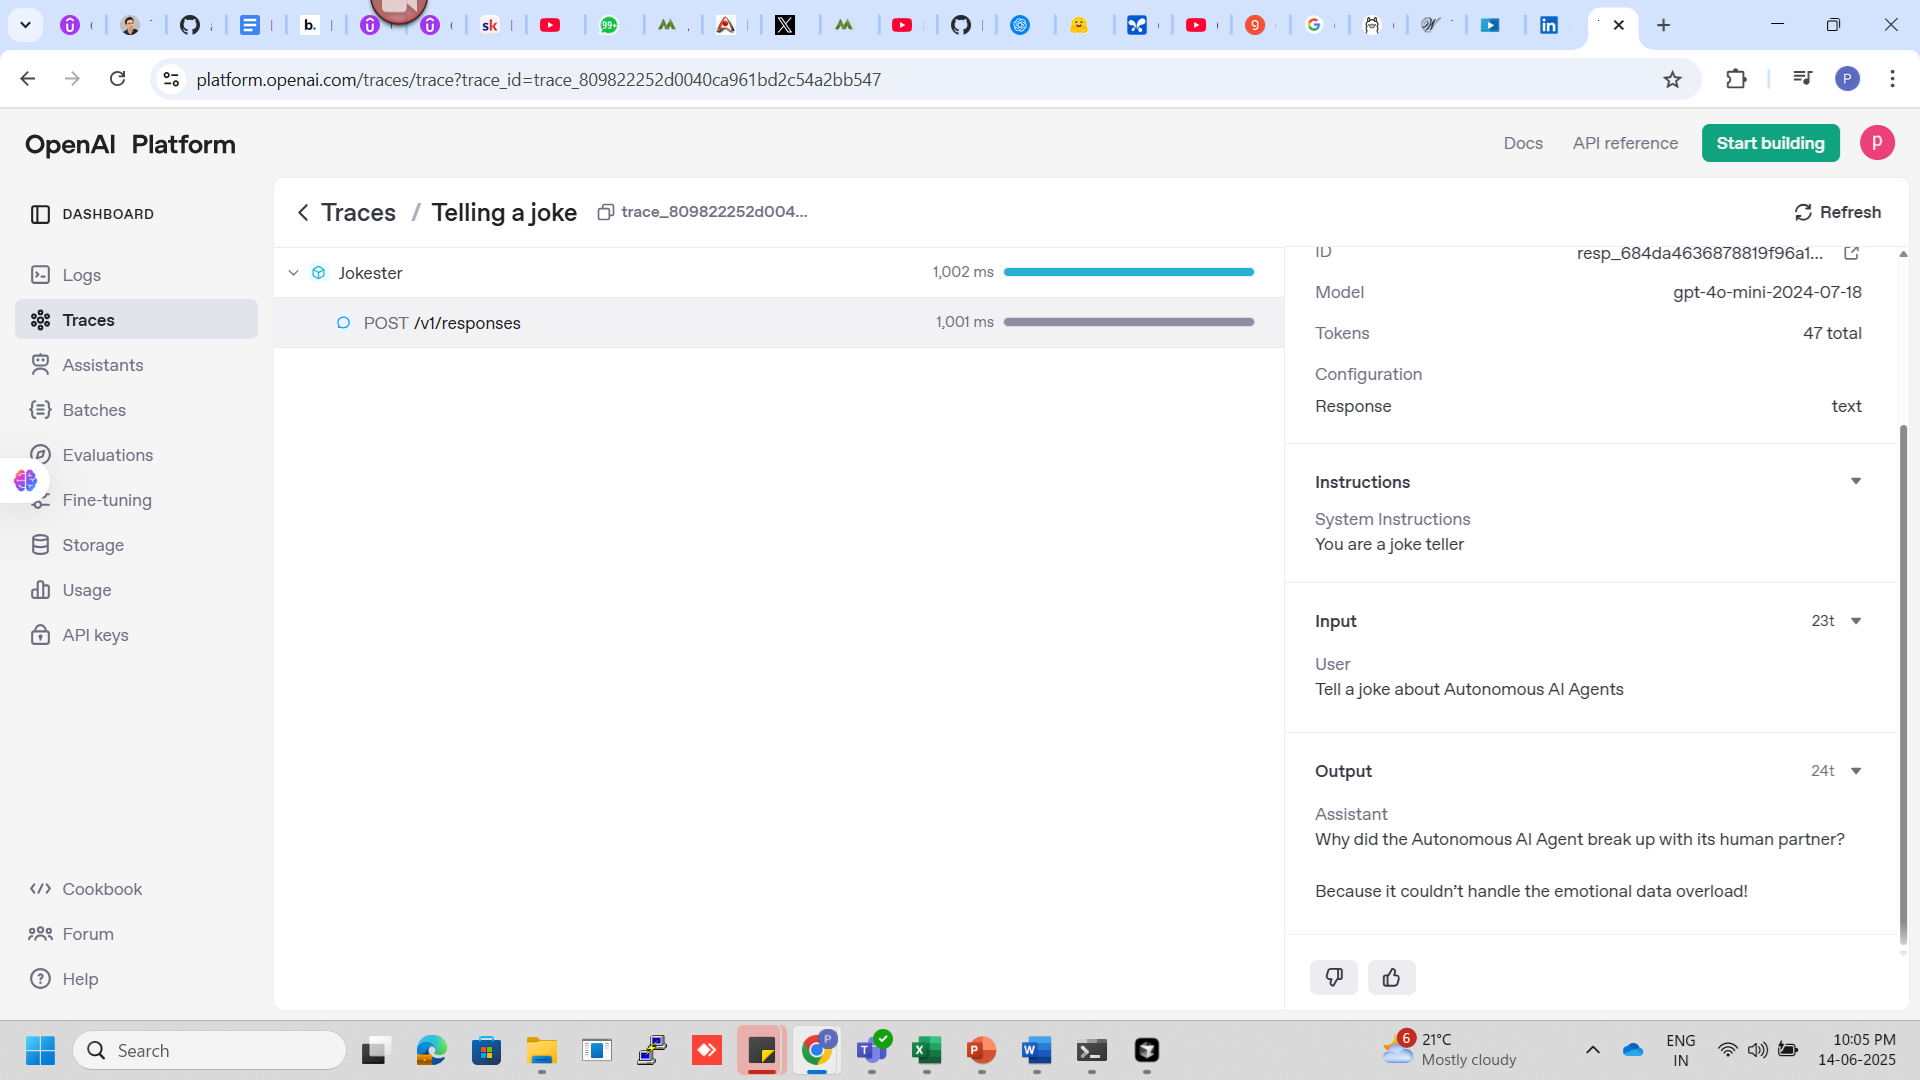 99+
b.
sk
9
platform.openai.com/traces/trace?trace_id=trace_809822252d0040ca961bd2c54a2bb547
P
OpenAI Platform
Docs
API reference
Start building
p
DASHBOARD
Traces / Telling a joke
trace_809822252d004...
Refresh
Logs
Traces
Assistants
Batches
Evaluations
Fine-tuning
Storage
Usage
API keys
Cookbook
Forum
Help
Jokester
1,002 ms
POST /v1/responses
1,001 ms
ID
resp_684da4636878819f96a1...
Model
gpt-4o-mini-2024-07-18
Tokens
47 total
Configuration
Response
text
Instructions
System Instructions
You are a joke teller
Input
23t
User
Tell a joke about Autonomous AI Agents
Output
24t
Assistant
Why did the Autonomous AI Agent break up with its human partner?
Because it couldn't handle the emotional data overload!
Search
P
6
21°C
Mostly cloudy
ENG
IN
10:05 PM
14-06-2025